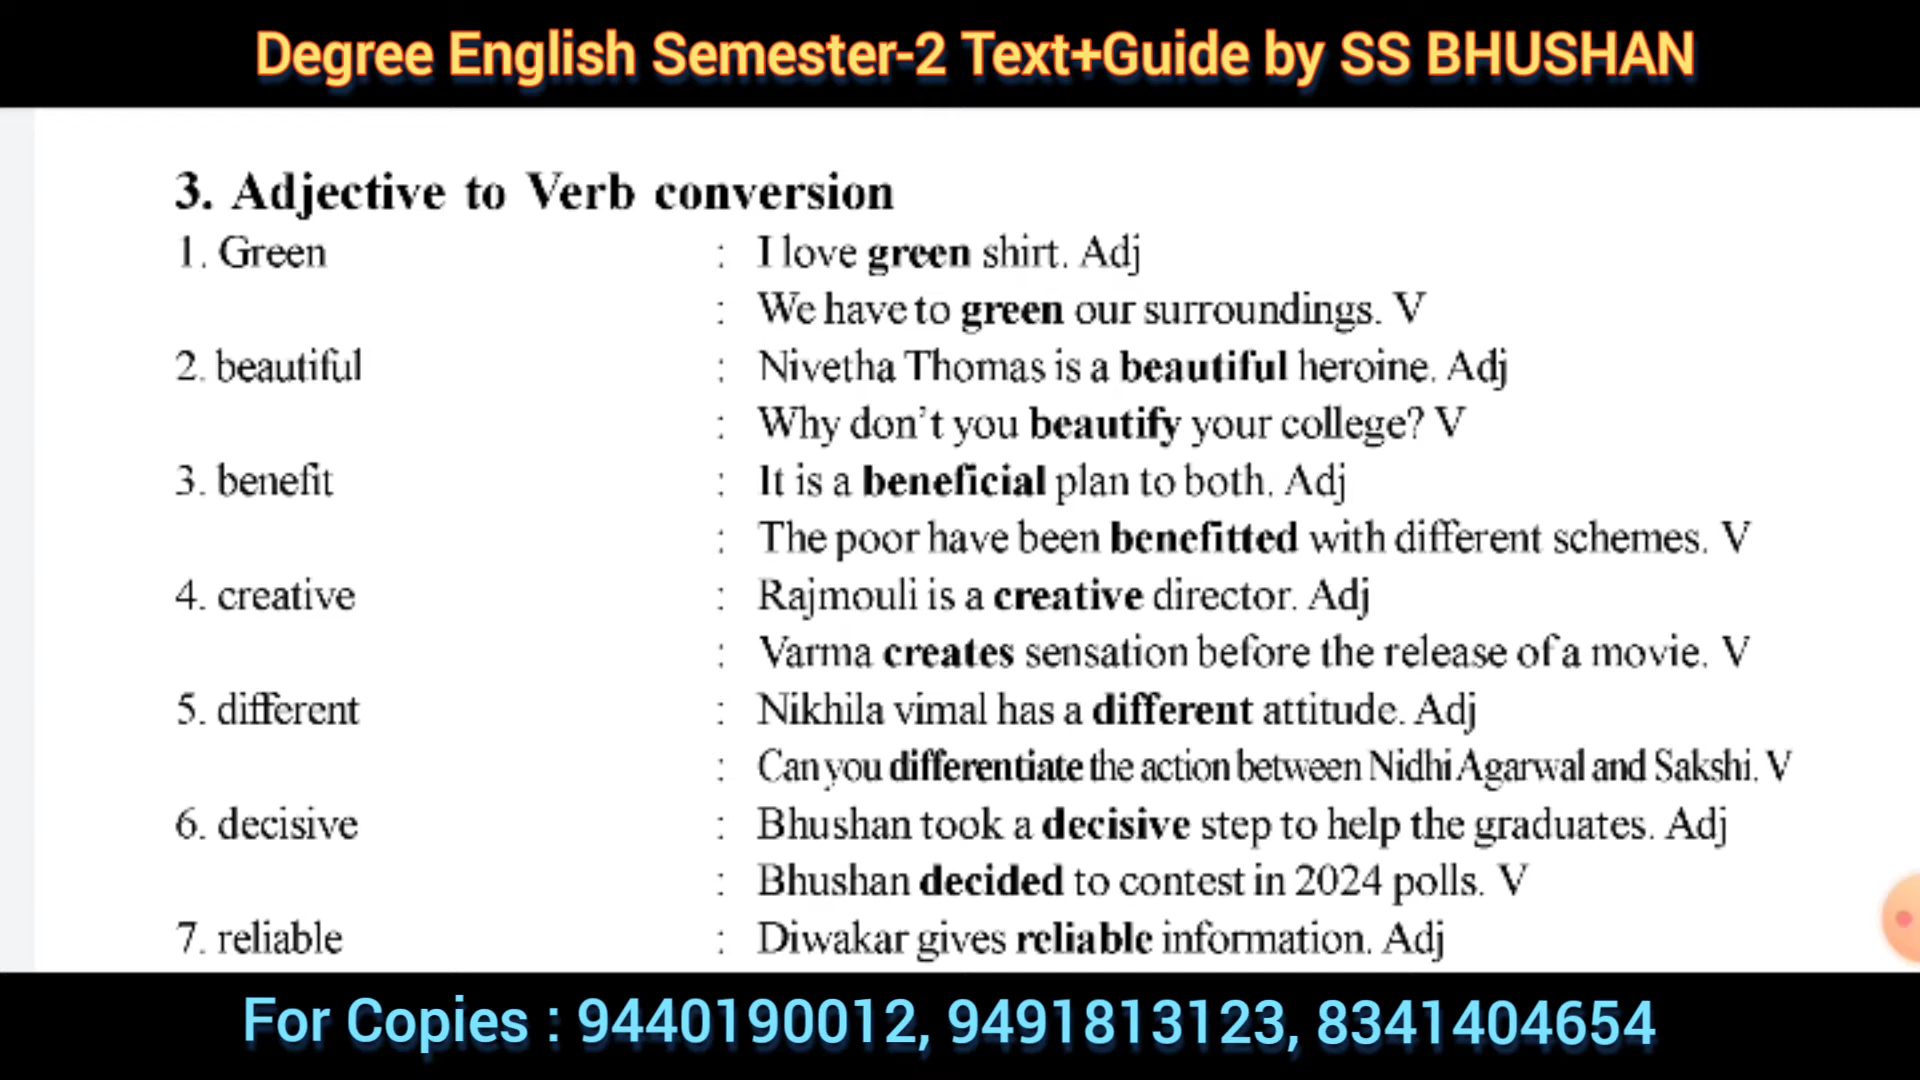 Degree English Semester-2 Text+Guide by SS BHUSHAN
3. Adjective to Verb conversion
1. Green : I love green shirt. Adj
: We have to green our surroundings. V
2. beautiful : Nivetha Thomas is a beautiful heroine. Adj
: Why don't you beautify your college? V
3. benefit : It is a beneficial plan to both. Adj
: The poor have been benefitted with different schemes. V
4. creative : Rajmouli is a creative director. Adj
: Varma creates sensation before the release of a movie. V
5. different : Nikhila vimal has a different attitude. Adj
: Can you differentiate the action between Nidhi Agarwal and Sakshi. V
6. decisive : Bhushan took a decisive step to help the graduates. Adj
: Bhushan decided to contest in 2024 polls. V
7. reliable : Diwakar gives reliable information. Adj
For Copies : 9440190012, 9491813123, 8341404654